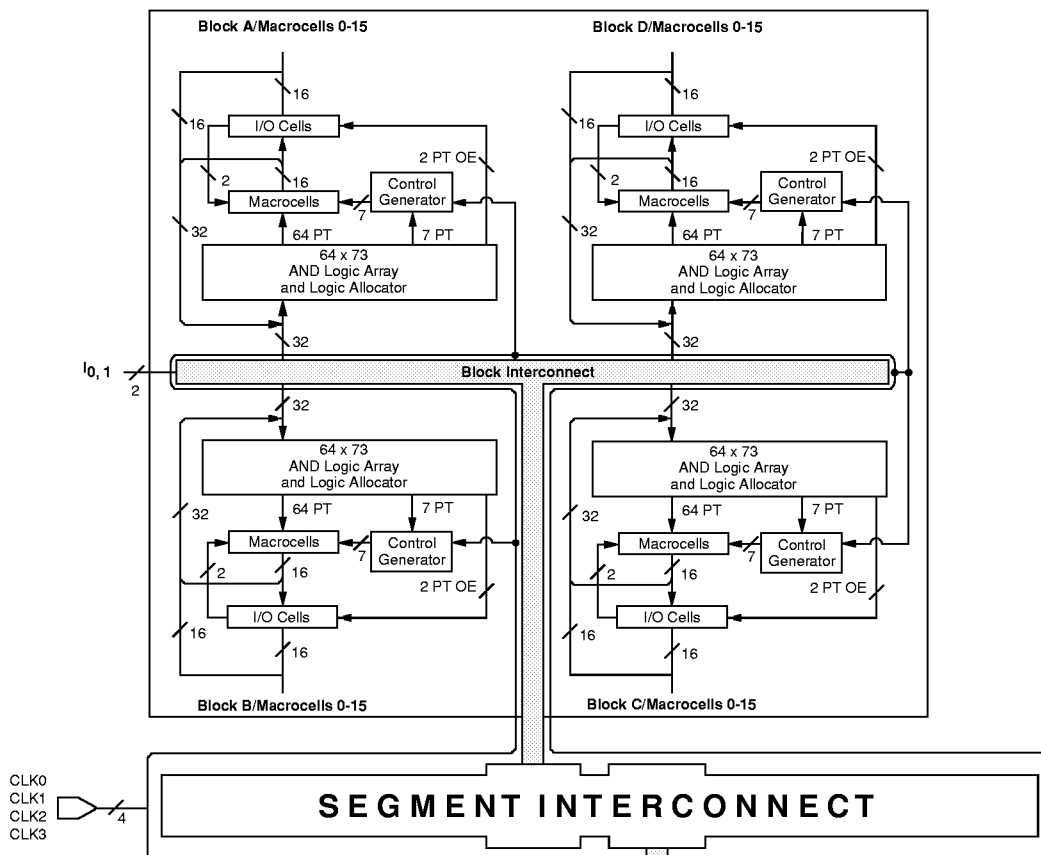 Block A/Macrocells 0-15
Block D/Macrocells 0-15
16
16
16
16
I/O Cells
I/O Cells
2 PT OE
2 PT OE
2
16
Control
Generator
2
16
Control
Generator
Macrocells
7
Macrocells
7
32
64 PT
7 PT
32
64 PT
7 PT
64 x 73
AND Logic Array
and Logic Allocator
64 x 73
AND Logic Array
and Logic Allocator
32
32
I0, 1
2
Block Interconnect
32
32
64 x 73
AND Logic Array
and Logic Allocator
64 x 73
AND Logic Array
and Logic Allocator
32
64 PT
7 PT
32
64 PT
7 PT
Macrocells
7
Control
Generator
Macrocells
7
Control
Generator
2
16
2
16
2 PT OE
2 PT OE
I/O Cells
I/O Cells
16
16
16
16
Block B/Macrocells 0-15
Block C/Macrocells 0-15
CLK0
CLK1
CLK2
CLK3
4
SEGMENT INTERCONNECT